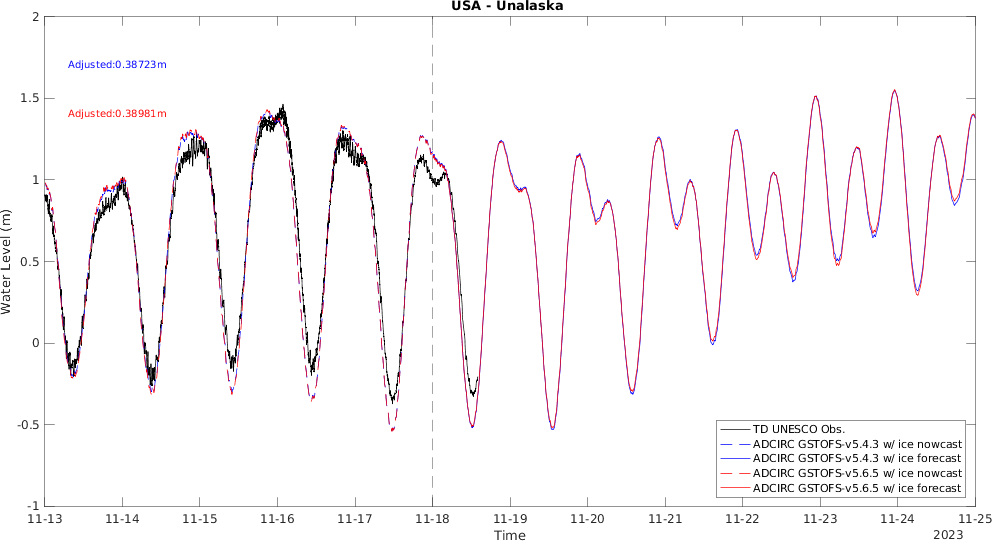 USA - Unalaska
2
1.5
1
0.5
0
-0.5
-1
Water Level (m)
Adjusted:0.38723m
Adjusted:0.38981m
TD UNESCO Obs.
ADCIRC GSTOFS-v5.4.3 w/ ice nowcast
ADCIRC GSTOFS-v5.4.3 w/ ice forecast
ADCIRC GSTOFS-v5.6.5 w/ ice nowcast
ADCIRC GSTOFS-v5.6.5 w/ ice forecast
11-13 11-14 11-15 11-16 11-17 11-18 11-19 11-20 11-21 11-22 11-23 11-24 11-25
Time
2023